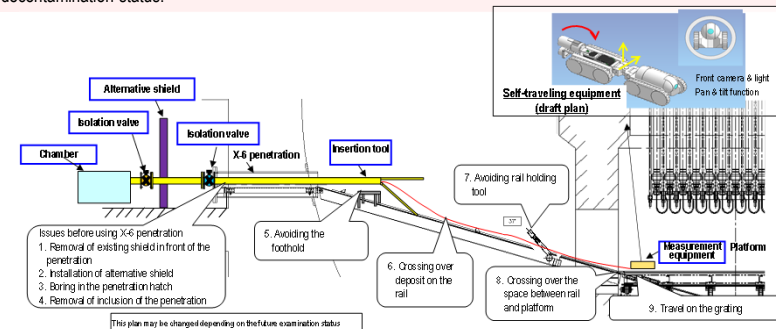 decontamination status.
Self-traveling equipment
(draft plan)
Front camera & light
Pan & tilt function
Alternative shield
Isolation valve
Isolation valve
Chamber
X-6 penetration
Insertion tool
7. Avoiding rail holding
tool
37°
Measurement
equipment
Platform
Issues before using X-6 penetration
1. Removal of existing shield in front of the
penetration
2. Installation of alternative shield
3. Boring in the penetration hatch
4. Removal of inclusion of the penetration
5. Avoiding the
foothold
6. Crossing over
deposit on the
rail
8. Crossing over the
space between rail
and platform
9. Travel on the grating
This plan may be changed depending on the future examination status